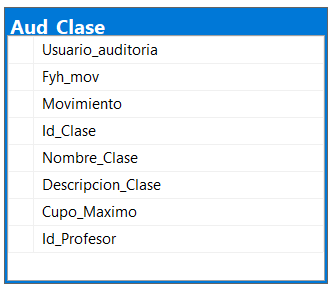 Aud_Clase
Usuario_auditoria
Fyh_mov
Movimiento
Id_Clase
Nombre_Clase
Descripcion_Clase
Cupo_Maximo
Id_Profesor